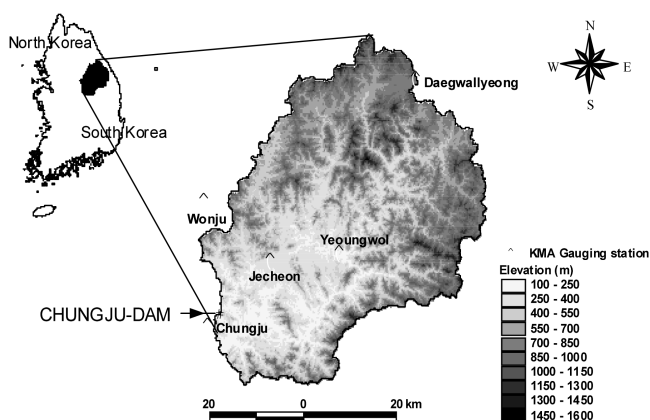 North Korea
South Korea
N
W E
S
Daegwallyeong
Wonju
Yeoungwol
Jecheon
CHUNGJU-DAM
Chungju
KMA Gauging station
Elevation (m)
100 - 250
250 - 400
400 - 550
550 - 700
700 - 850
850 - 1000
1000 - 1150
1150 - 1300
1300 - 1450
1450 - 1600
20 0 20 km